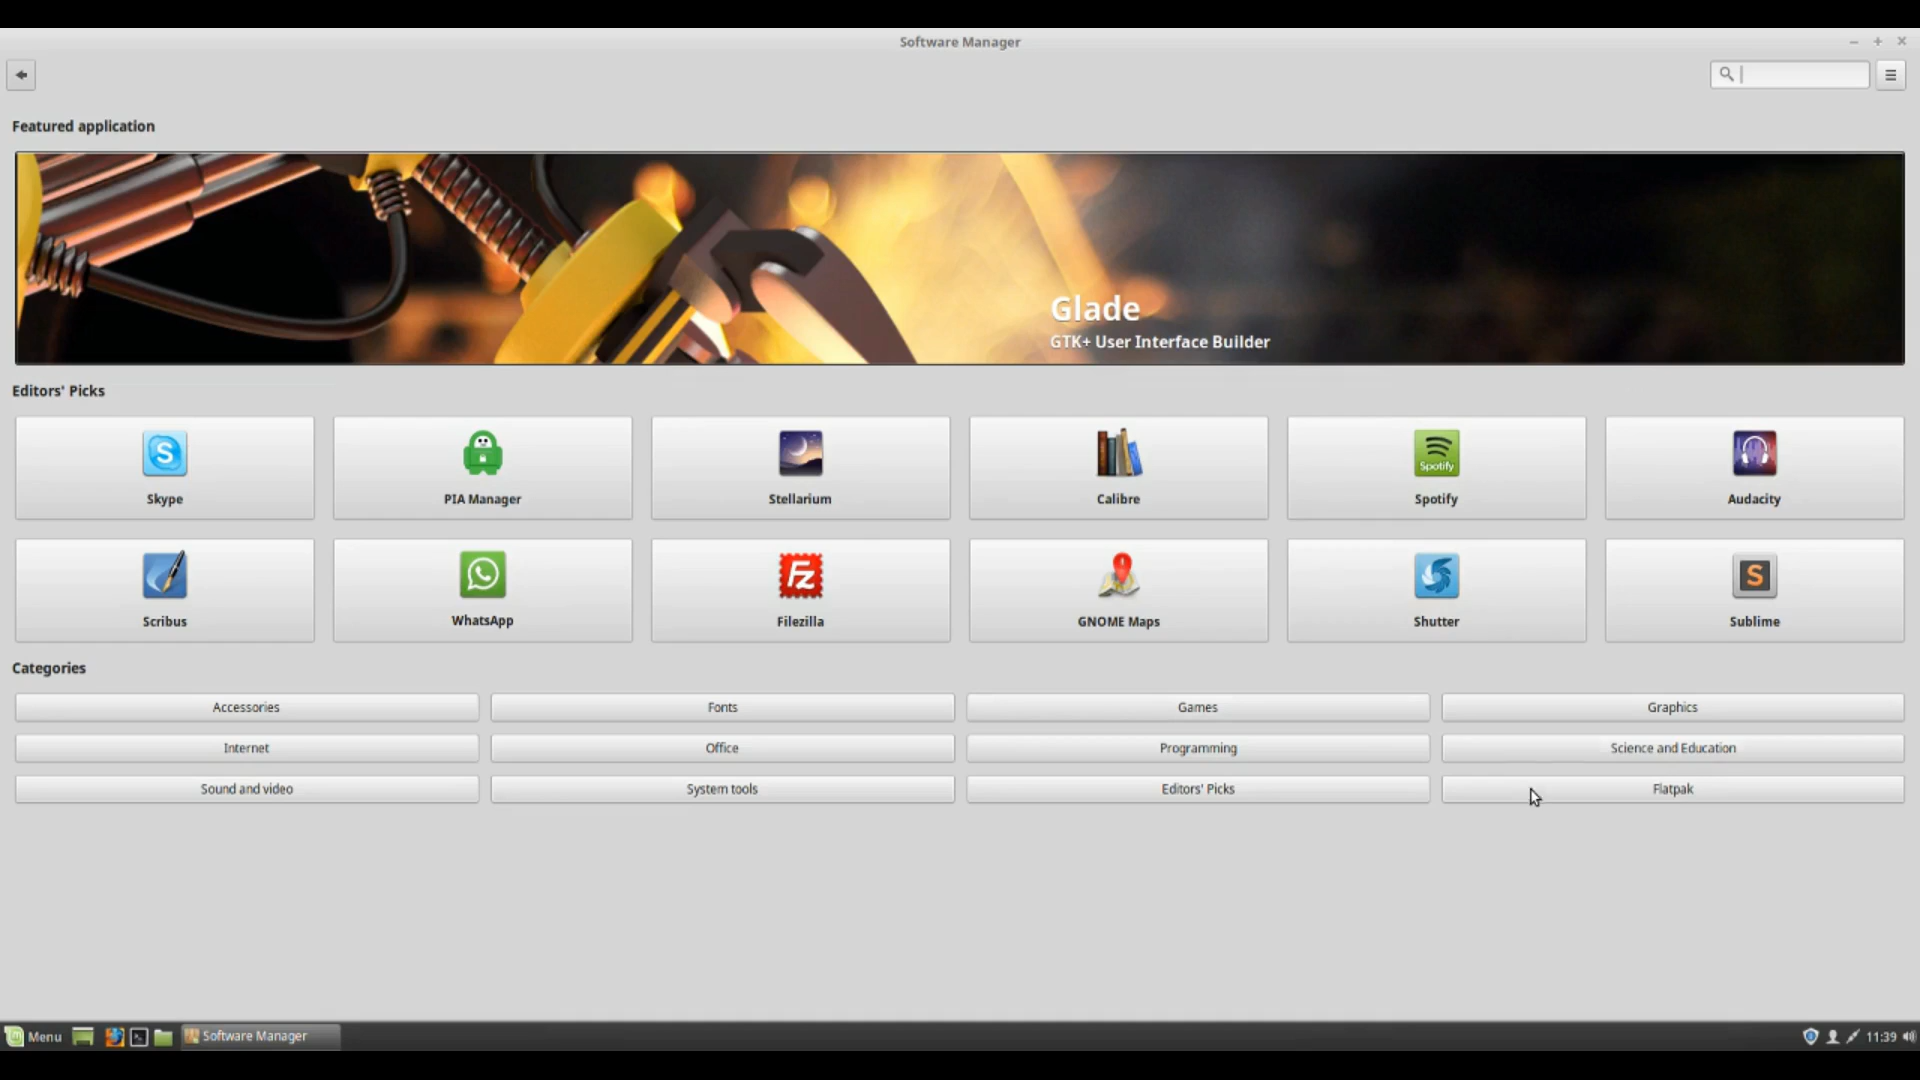 Software Manager
Featured application
Glade
GTK+ User Interface Builder
Editors' Picks
Skype
PIA Manager
Stellarium
Calibre
Spotify
Spotify
Audacity
Scribus
WhatsApp
Filezilla
GNOME Maps
Shutter
Sublime
Categories
Accessories
Fonts
Games
Graphics
Internet
Office
Programming
Science and Education
Sound and video
System tools
Editors' Picks
Flatpak
Menu
Software Manager
11:39